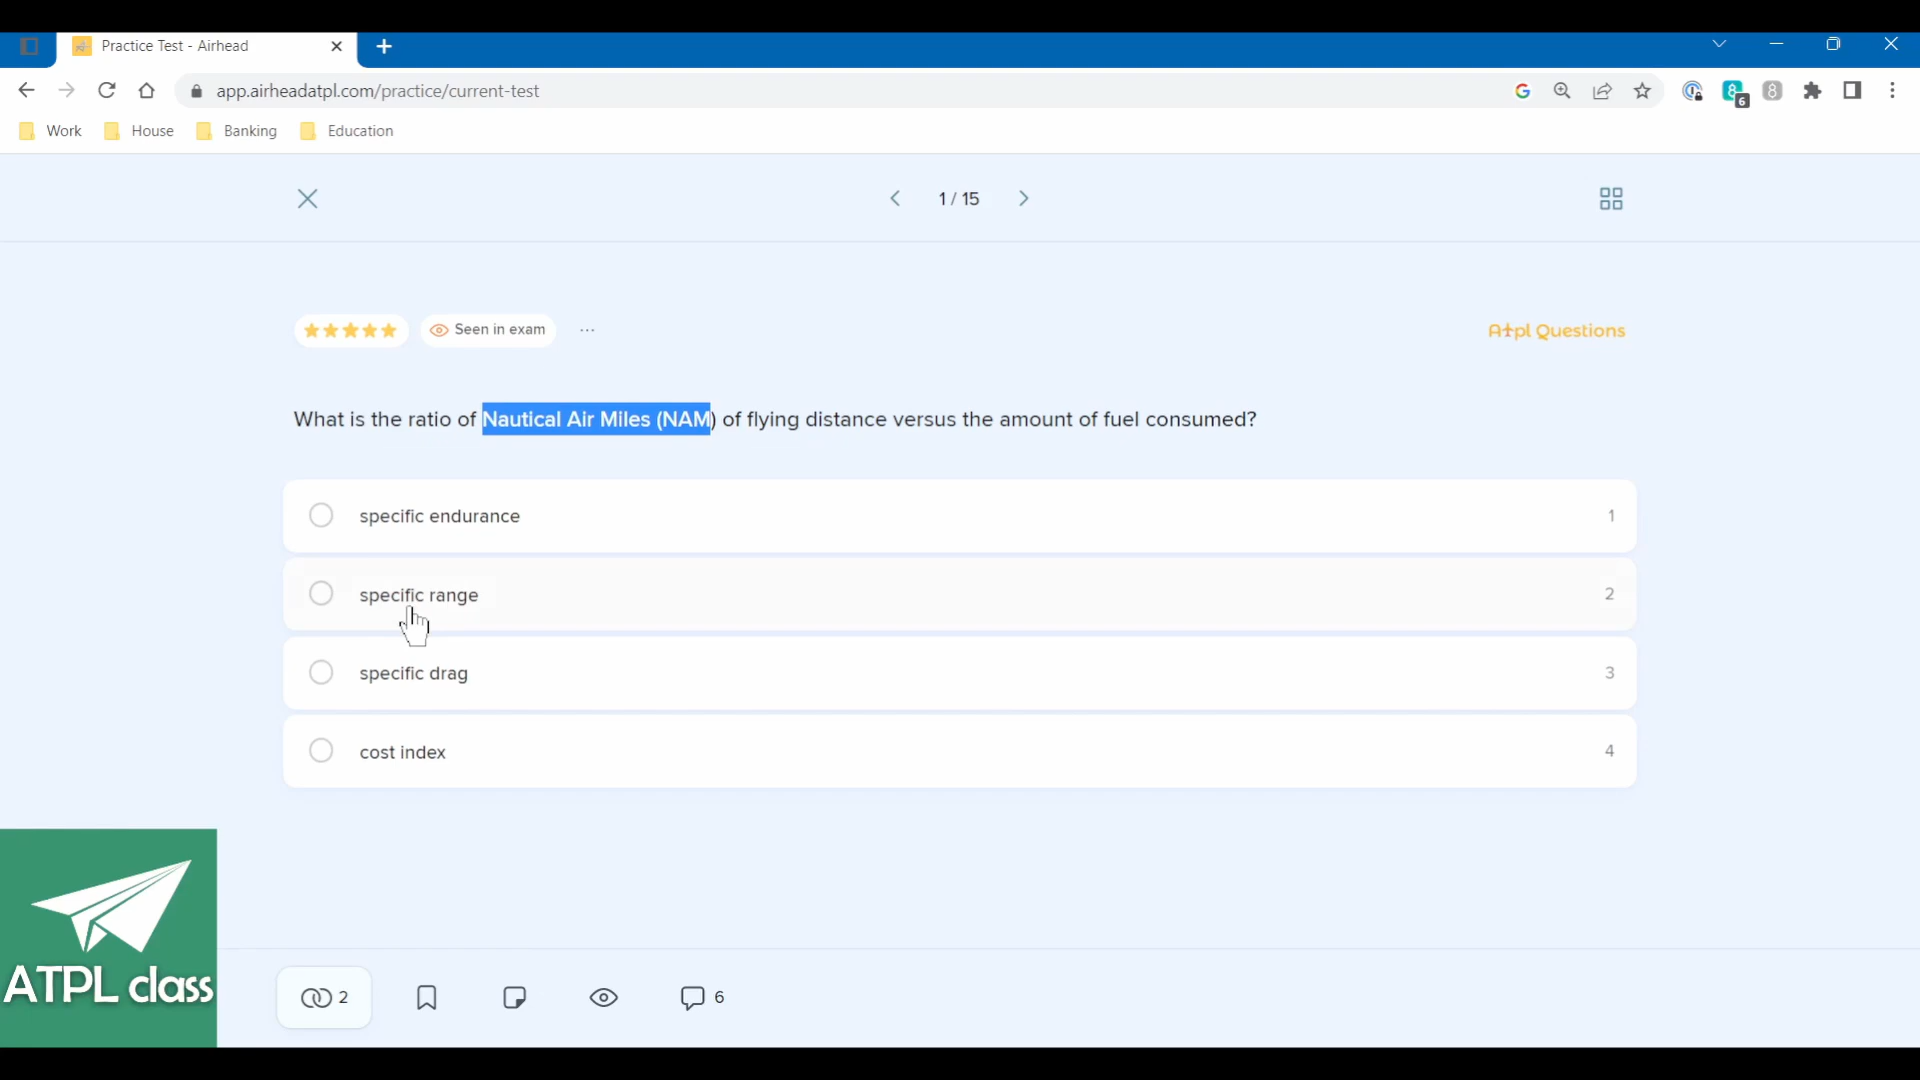 Practice Test - Airhead
app.airheadatpl.com/practice/current-test
6
Work House Banking Education
1 / 15
Seen in exam ...
A✈pl Questions
What is the ratio of Nautical Air Miles (NAM) of flying distance versus the amount of fuel consumed?
specific endurance 1
specific range 2
specific drag 3
cost index 4
ATPL class
2
6